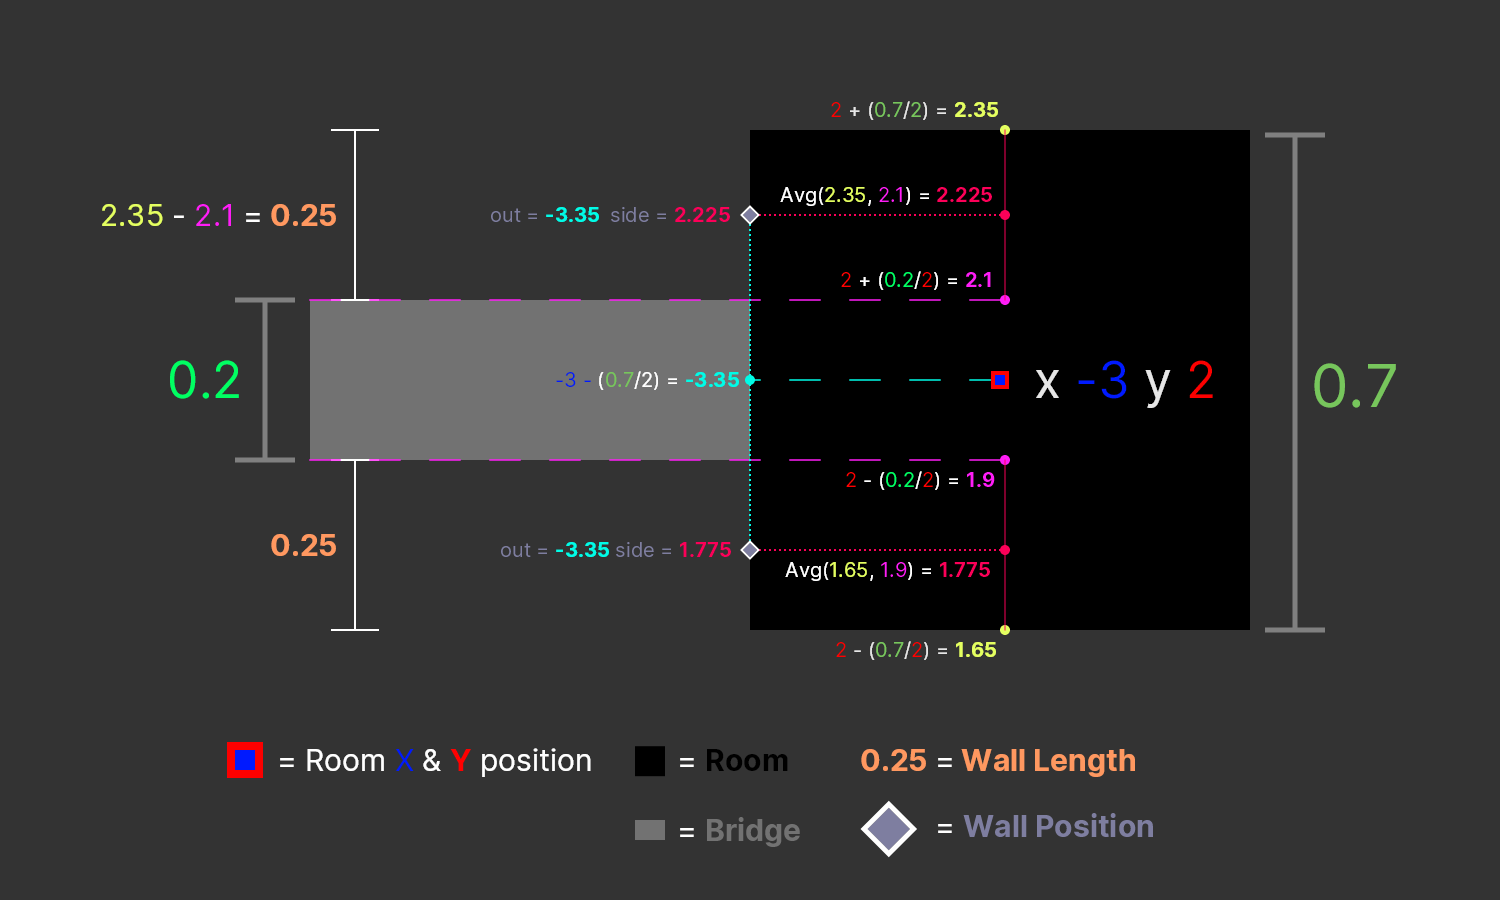 2 + (0.7/2) = 2.35
Avg(2.35, 2.1) = 2.225
2.35 - 2.1 = 0.25
out = -3.35 side = 2.225
2 + (0.2/2) = 2.1
0.2
-3 - (0.7/2) = -3.35
x -3 y 2
0.7
2 - (0.2/2) = 1.9
0.25
out = -3.35 side = 1.775
Avg(1.65, 1.9) = 1.775
2 - (0.7/2) = 1.65
= Room X & Y position
= Room
0.25 = Wall Length
= Bridge
= Wall Position